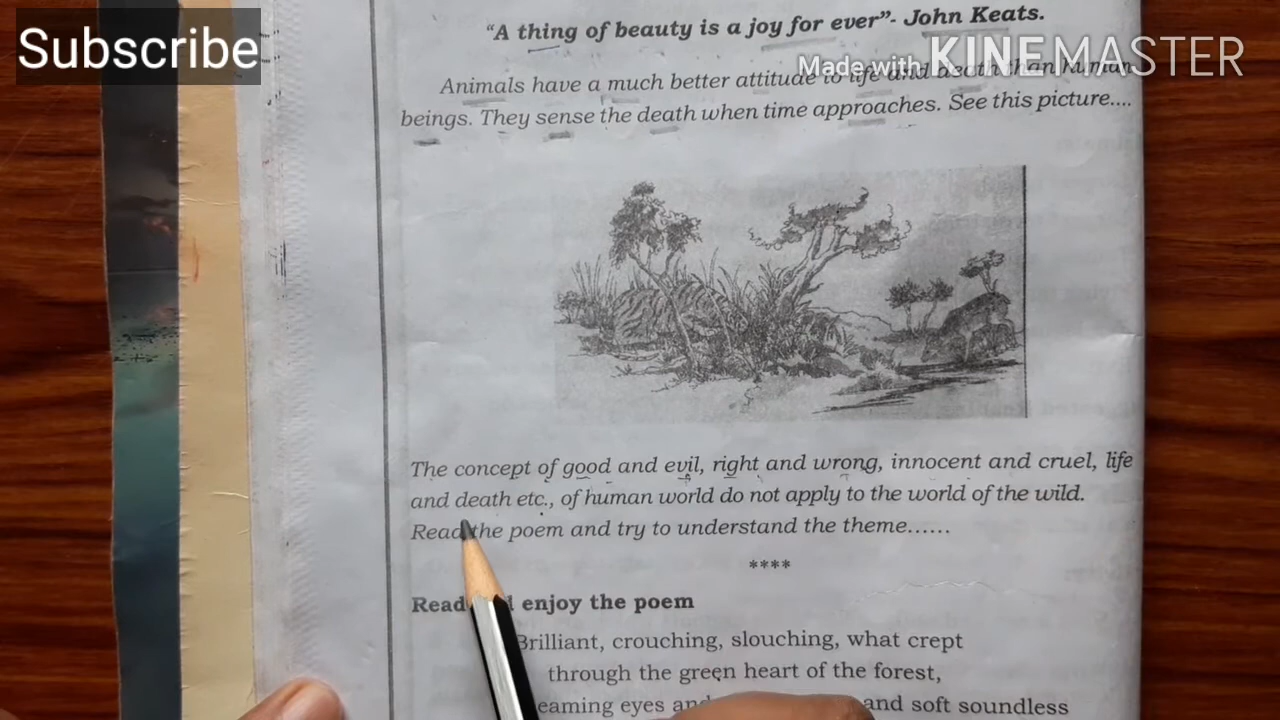 Subscribe
"A thing of beauty is a joy for ever"- John Keats.
Made with KINEMASTER
Animals have a much better attitude to life and death than human
beings. They sense the death when time approaches. See this picture....
The concept of good and evil, right and wrong, innocent and cruel, life
and death etc., of human world do not apply to the world of the wild.
Read the poem and try to understand the theme......
****
Read enjoy the poem
Brilliant, crouching, slouching, what crept
through the green heart of the forest,
eyes and soft soundless